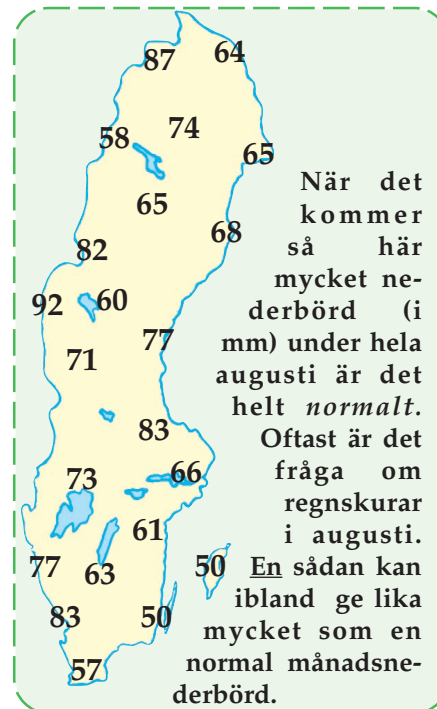 87 64
58 74
65
65
68
82
92 60
77
71
83
73 66
61
77 63 50
83 50
57
När det
kommer
så här
mycket ne-
derbörd (i
mm) under hela
augusti är det
helt normalt.
Oftast är det
fråga om
regnskurar
i augusti.
En sådan kan
ibland ge lika
mycket som en
normal månadsne-
derbörd.